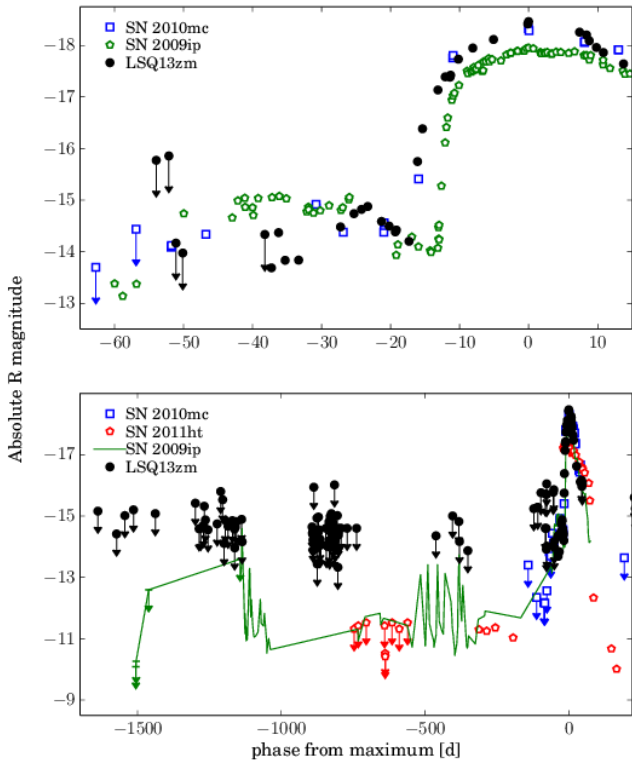 SN 2010mc
SN 2009ip
LSQ13zm
−18
−17
−16
−15
−14
−13
−60 −50 −40 −30 −20 −10 0 10
Absolute R magnitude
SN 2010mc
SN 2011ht
SN 2009ip
LSQ13zm
−17
−15
−13
−11
−9
−1500 −1000 −500 0
phase from maximum [d]